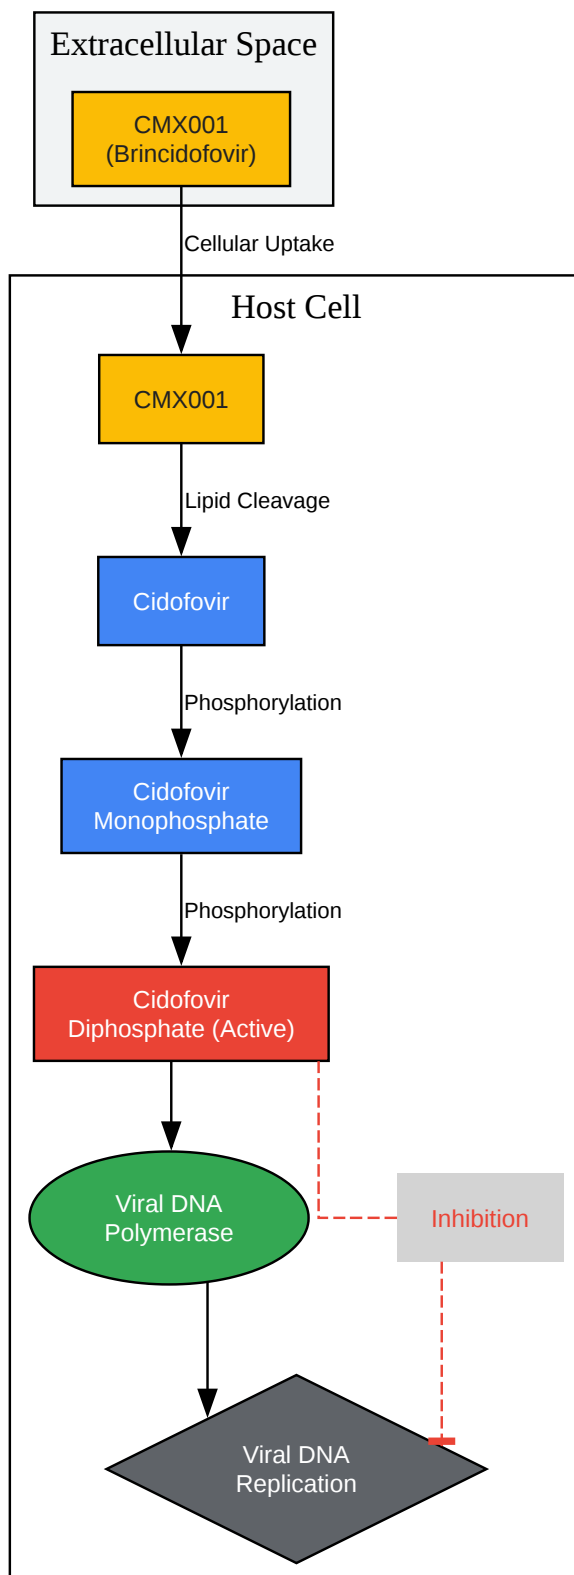 Extracellular Space
CMX001
(Brincidofovir)
Cellular Uptake
Host Cell
CMX001
Lipid Cleavage
Cidofovir
Phosphorylation
Cidofovir
Monophosphate
Phosphorylation
Cidofovir
Diphosphate (Active)
Viral DNA
Polymerase
Inhibition
Viral DNA
Replication